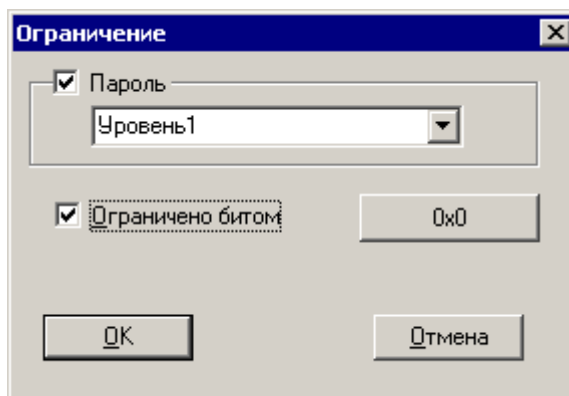 Ограничение
Пароль
Уровень1
Ограничено битом
0x0
OK
Отмена